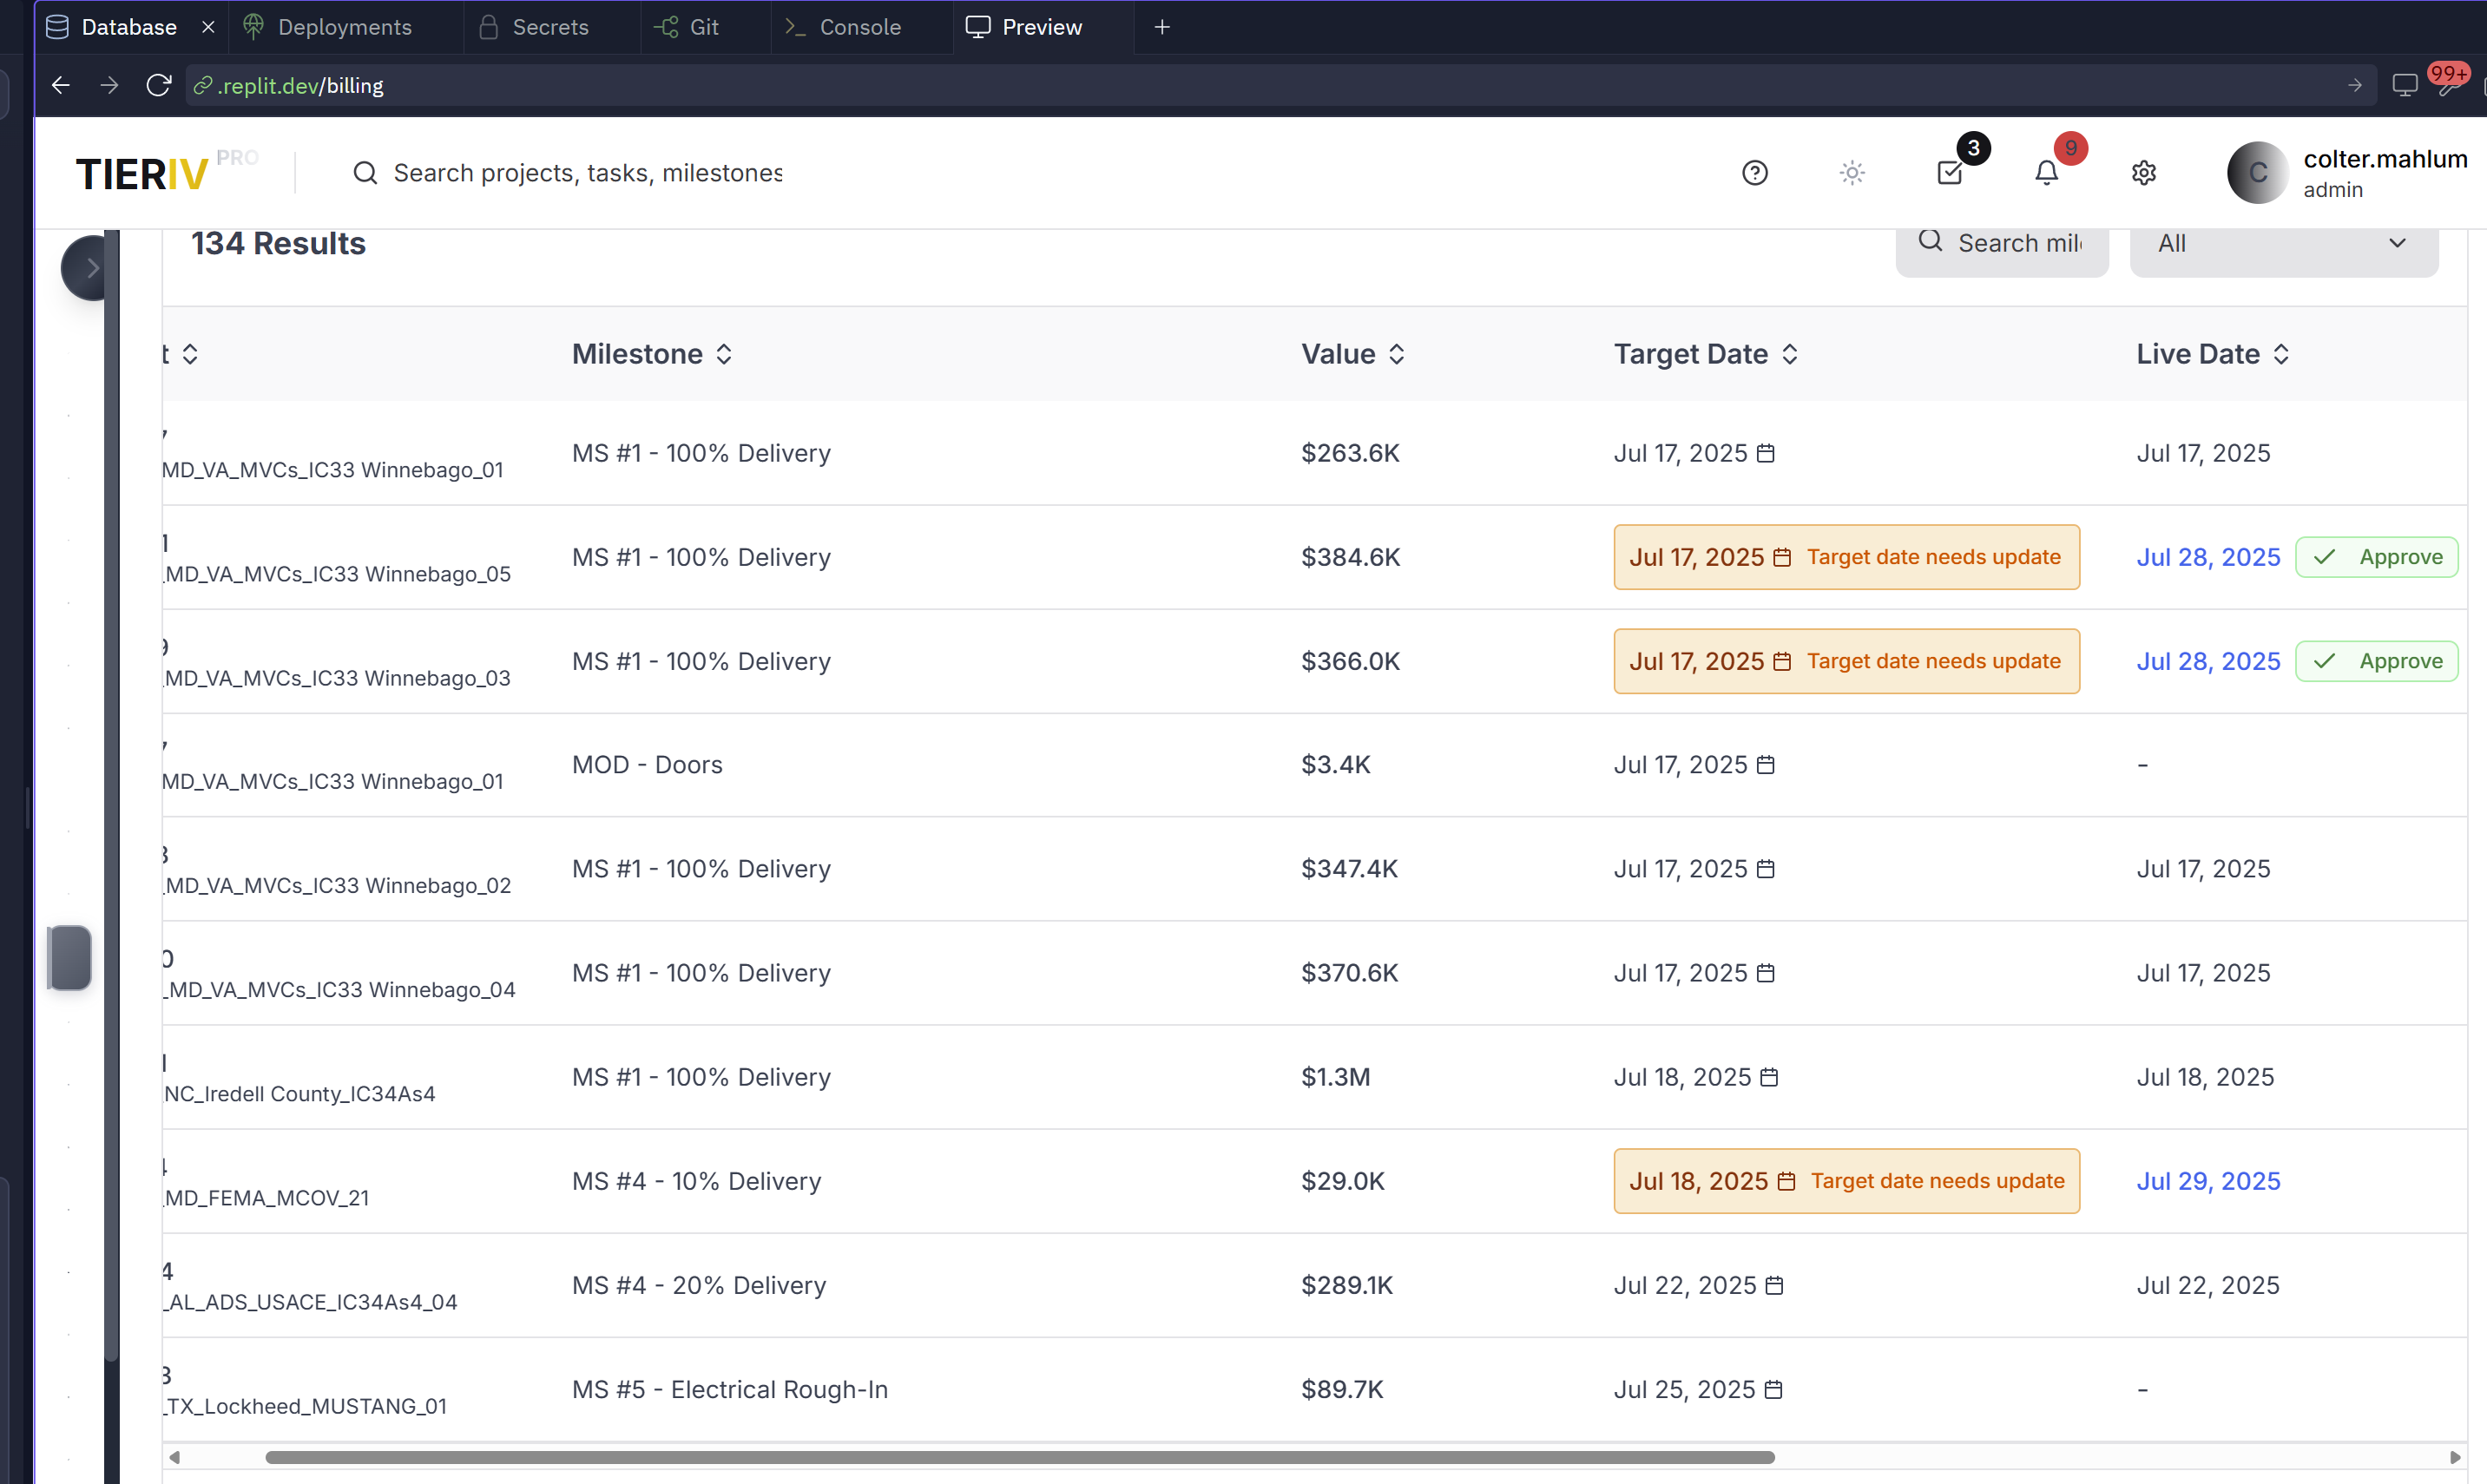 Database Deployments Secrets Git Console Preview
.replit.dev/billing 99+
TIERIV PRO Search projects, tasks, milestones 3 9 C colter.mahlum
admin
134 Results Search mil All
t Milestone Value Target Date Live Date
7
MD_VA_MVCs_IC33 Winnebago_01 MS #1 - 100% Delivery $263.6K Jul 17, 2025 Jul 17, 2025
1
_MD_VA_MVCs_IC33 Winnebago_05 MS #1 - 100% Delivery $384.6K Jul 17, 2025 Target date needs update Jul 28, 2025 Approve
9
MD_VA_MVCs_IC33 Winnebago_03 MS #1 - 100% Delivery $366.0K Jul 17, 2025 Target date needs update Jul 28, 2025 Approve
7
MD_VA_MVCs_IC33 Winnebago_01 MOD - Doors $3.4K Jul 17, 2025 -
3
_MD_VA_MVCs_IC33 Winnebago_02 MS #1 - 100% Delivery $347.4K Jul 17, 2025 Jul 17, 2025
0
_MD_VA_MVCs_IC33 Winnebago_04 MS #1 - 100% Delivery $370.6K Jul 17, 2025 Jul 17, 2025
NC_Iredell County_IC34As4 MS #1 - 100% Delivery $1.3M Jul 18, 2025 Jul 18, 2025
4
_MD_FEMA_MCOV_21 MS #4 - 10% Delivery $29.0K Jul 18, 2025 Target date needs update Jul 29, 2025
4
_AL_ADS_USACE_IC34As4_04 MS #4 - 20% Delivery $289.1K Jul 22, 2025 Jul 22, 2025
3
_TX_Lockheed_MUSTANG_01 MS #5 - Electrical Rough-In $89.7K Jul 25, 2025 -